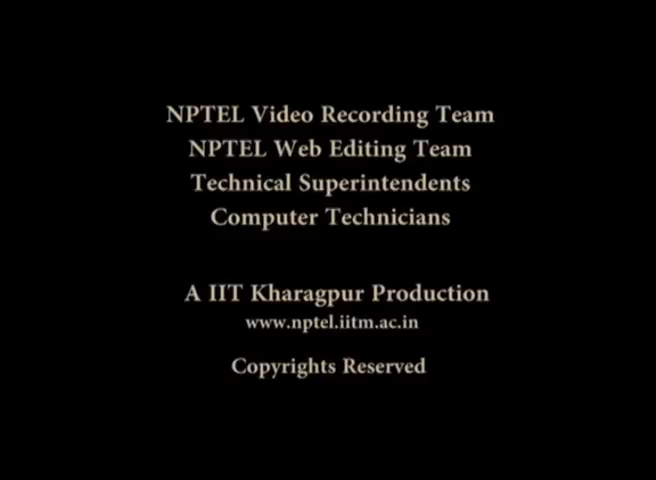 NPTEL Video Recording Team
NPTEL Web Editing Team
Technical Superintendents
Computer Technicians
A IIT Kharagpur Production
www.nptel.iitm.ac.in
Copyrights Reserved